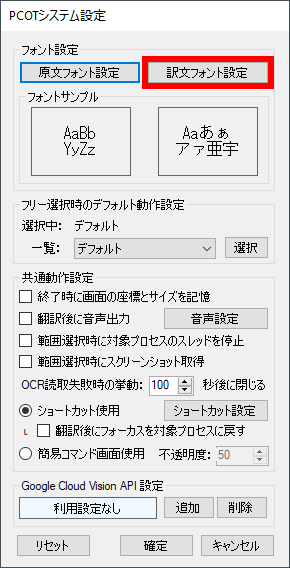 PCOTシステム設定
フォント設定
原文フォント設定 訳文フォント設定
フォントサンプル
AaBb
YyZz
Aaあぁ
アァ亜宇
フリー選択時のデフォルト動作設定
選択中: デフォルト
一覧: デフォルト 選択
共通動作設定
終了時に画面の座標とサイズを記憶
翻訳後に音声出力 音声設定
範囲選択時に対象プロセスのスレッドを停止
範囲選択時にスクリーンショット取得
OCR読取失敗時の挙動: 100 秒後に閉じる
ショートカット使用 ショートカット設定
L 翻訳後にフォーカスを対象プロセスに戻す
簡易コマンド画面使用 不透明度: 50
Google Cloud Vision API 設定
利用設定なし 追加 削除
リセット 確定 キャンセル